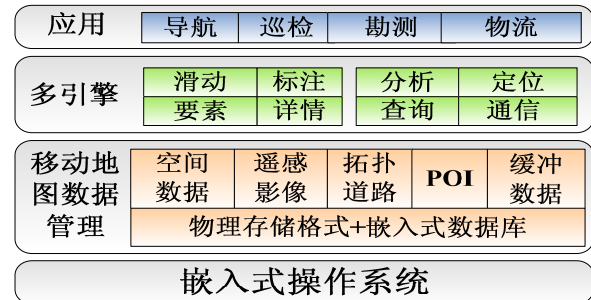 应用 导航 巡检 勘测 物流
多引擎
滑动 标注 分析 定位
要素 详情 查询 通信
移动地
图数据
管理
空间 遥感 拓扑 POI 缓冲
数据 影像 道路 数据
物理存储格式+嵌入式数据库
嵌入式操作系统